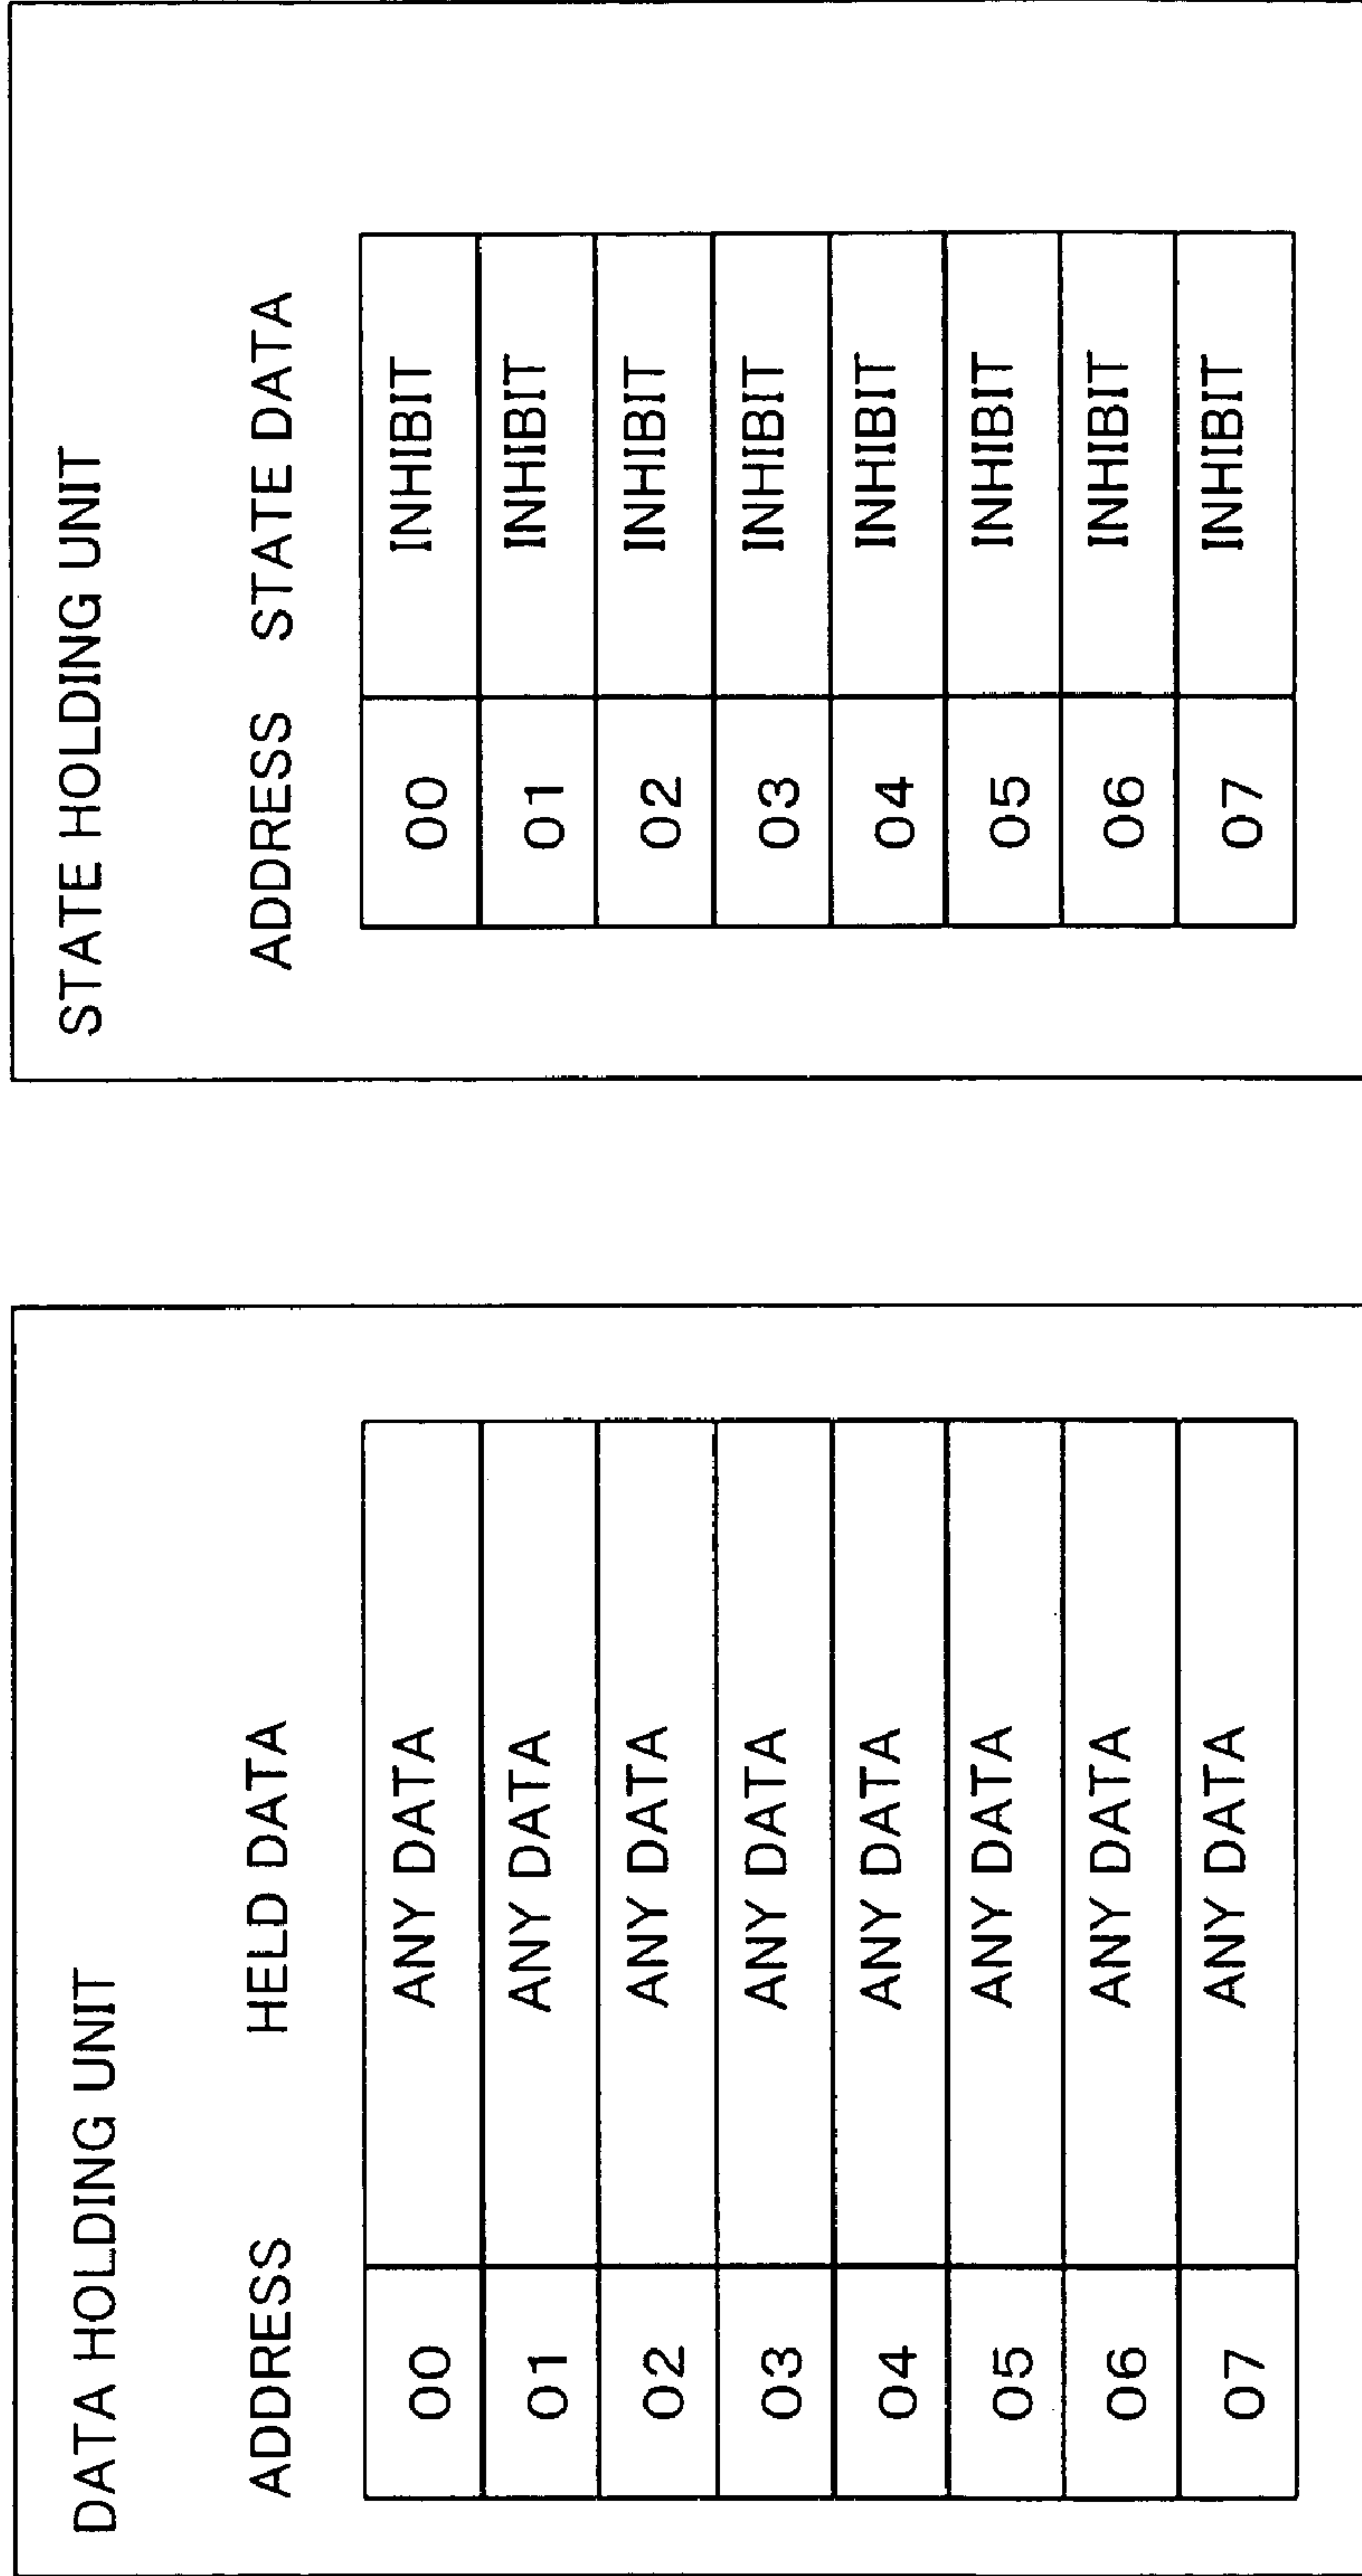 DATA HOLDING UNIT
ADDRESS HELD DATA
00 ANY DATA
01 ANY DATA
02 ANY DATA
03 ANY DATA
04 ANY DATA
05 ANY DATA
06 ANY DATA
07 ANY DATA
STATE HOLDING UNIT
ADDRESS STATE DATA
00 INHIBIT
01 INHIBIT
02 INHIBIT
03 INHIBIT
04 INHIBIT
05 INHIBIT
06 INHIBIT
07 INHIBIT